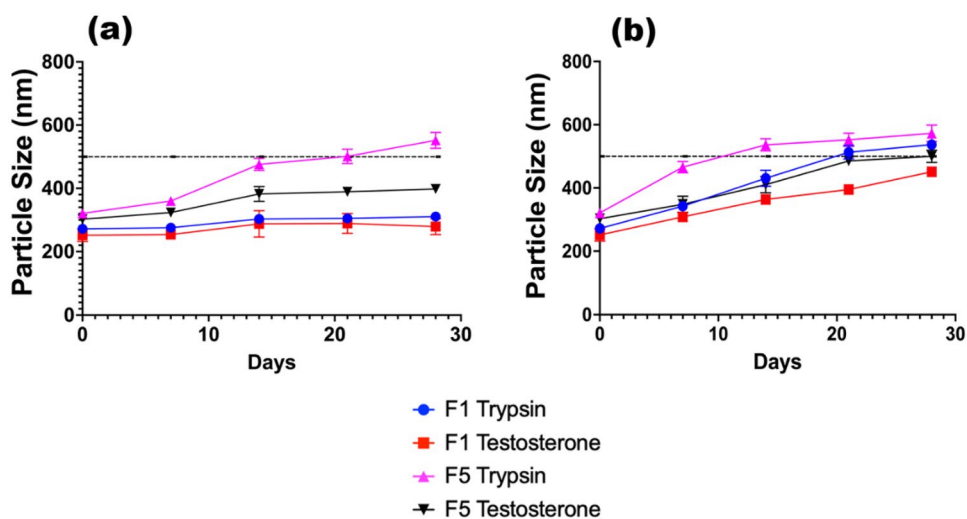 (a)
Particle Size (nm)
800
600
400
200
0
0 10 20 30
Days
(b)
Particle Size (nm)
800
600
400
200
0
0 10 20 30
Days
F1 Trypsin
F1 Testosterone
F5 Trypsin
F5 Testosterone